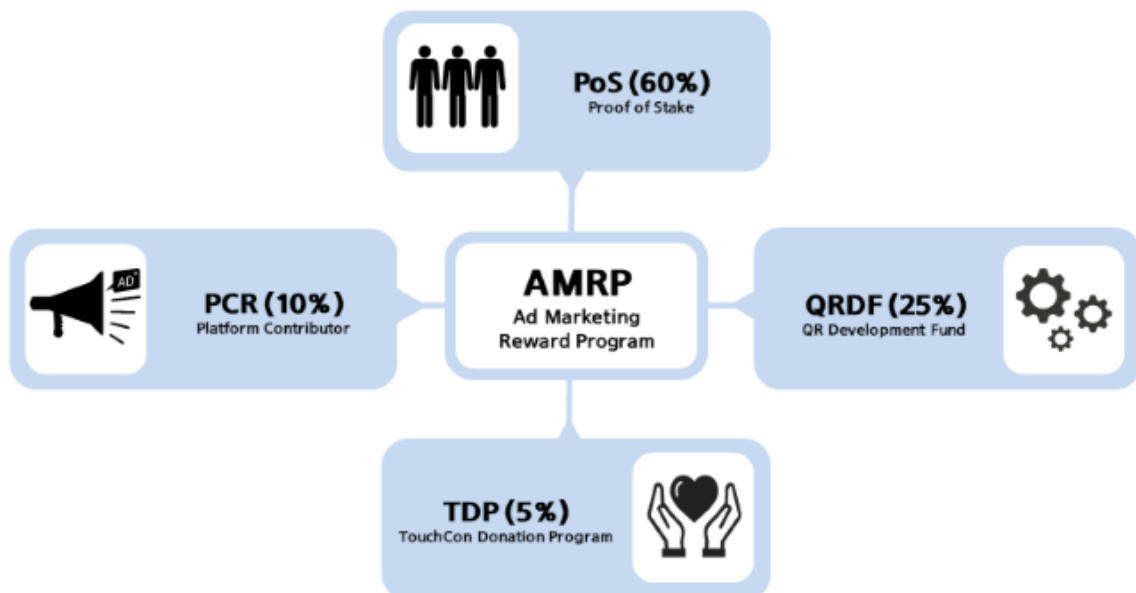 PoS (60%)
Proof of Stake
AD
PCR (10%)
Platform Contributor
AMRP
Ad Marketing
Reward Program
QRDF (25%)
QR Development Fund
TDP (5%)
TouchCon Donation Program